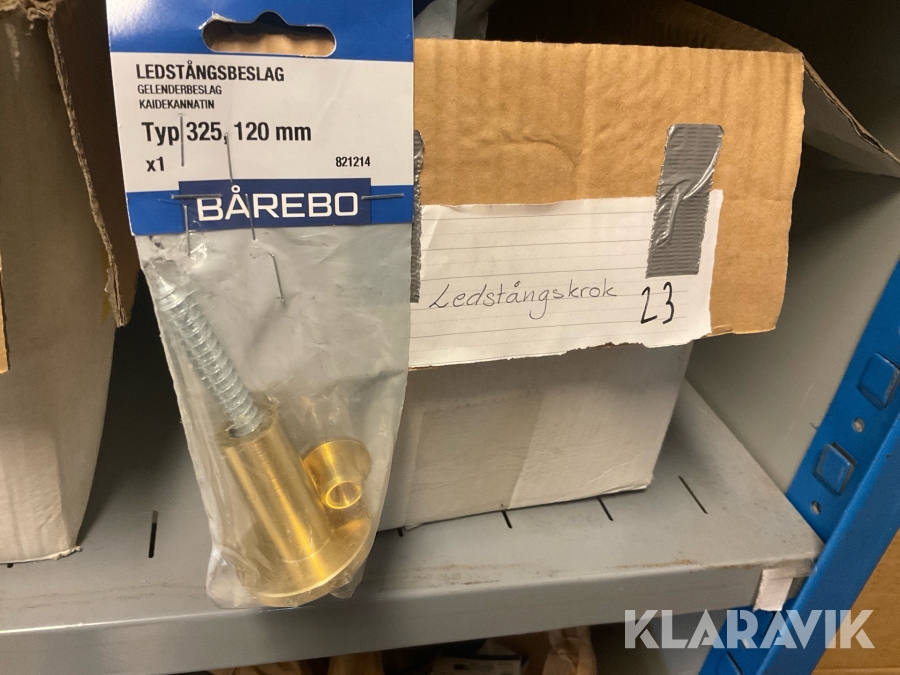 LEDSTÅNGSBESLAG
GELENDERBESLAG
KAIDEKANNATIN
Typ 325, 120 mm
x1 821214
BÅREBO
Ledstångskrok 23
KLARAVIK